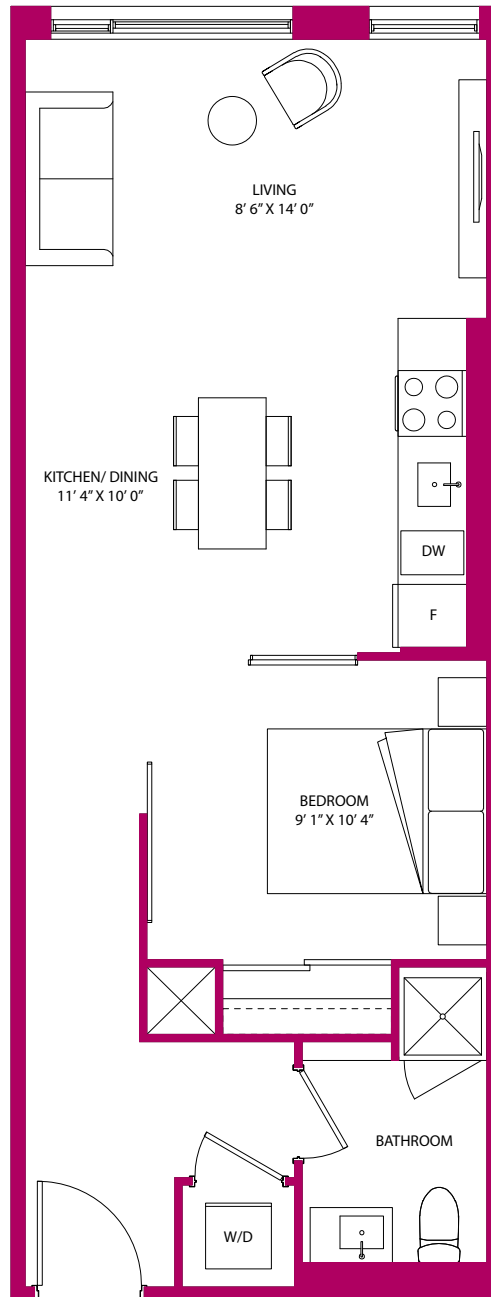 LIVING
8’ 6” X 14’ 0”
KITCHEN/ DINING
11’ 4” X 10’ 0”
DW
F
BEDROOM
9’ 1” X 10’ 4”
BATHROOM
W/D